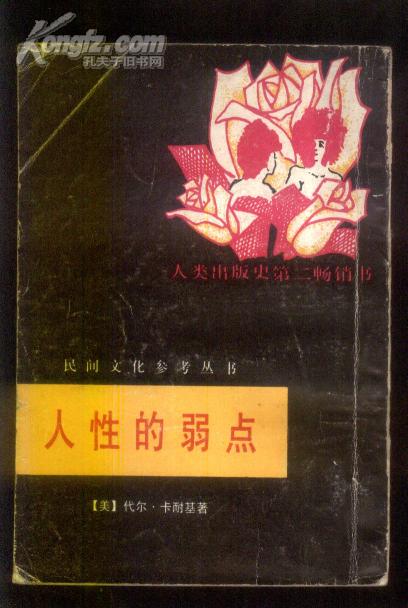 Kongfz.com
孔夫子旧书网
人类出版史第二畅销书
民间文化参考丛书
人性的弱点
【美】代尔·卡耐基著